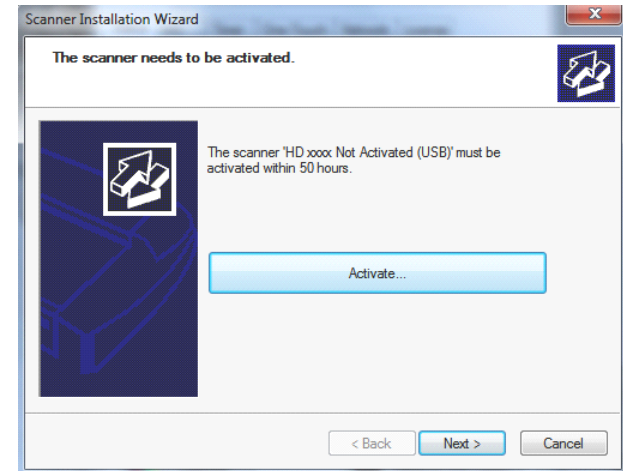 Scanner Installation Wizard
The scanner needs to be activated.
The scanner 'HD xxxx Not Activated (USB)' must be
activated within 50 hours.
Activate...
< Back
Next >
Cancel